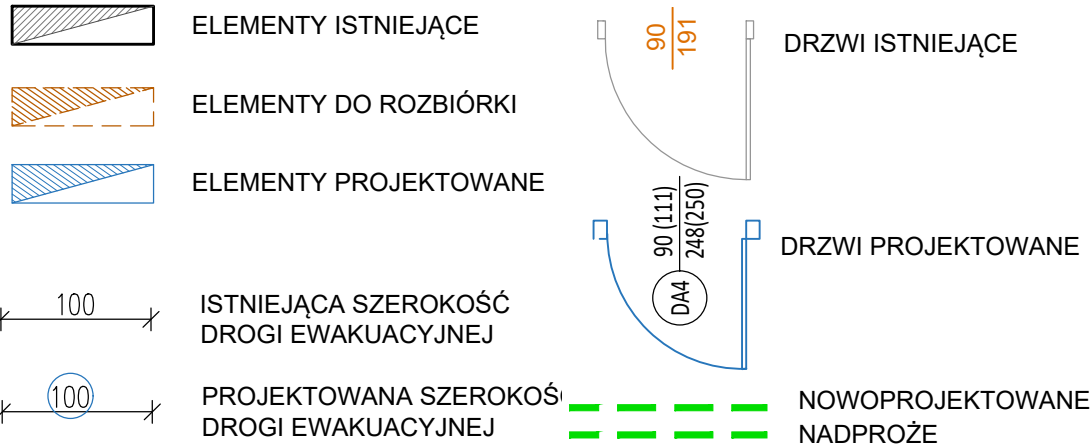 ELEMENTY ISTNIEJĄCE
ELEMENTY DO ROZBIÓRKI
ELEMENTY PROJEKTOWANE
100
ISTNIEJĄCA SZEROKOŚĆ
DROGI EWAKUACYJNEJ
100
PROJEKTOWANA SZEROKOŚĆ
DROGI EWAKUACYJNEJ
90
191
DRZWI ISTNIEJĄCE
90 (111)
248(250)
DA4
DRZWI PROJEKTOWANE
NOWOPROJEKTOWANE
NADPROŻE